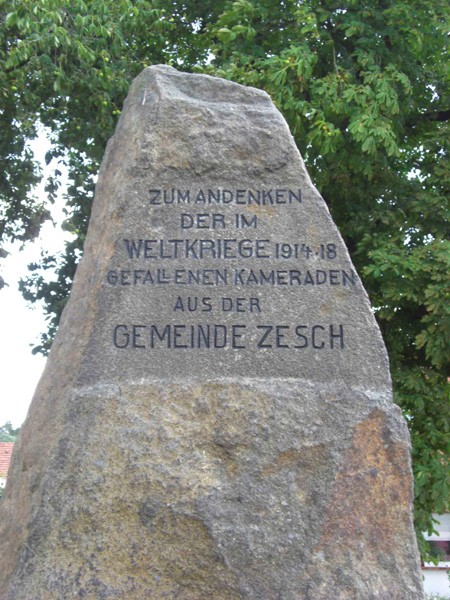 ZUM ANDENKEN
DER IM
WELTKRIEGE 1914-18
GEFALLENEN KAMERADEN
AUS DER
GEMEINDE ZESCH